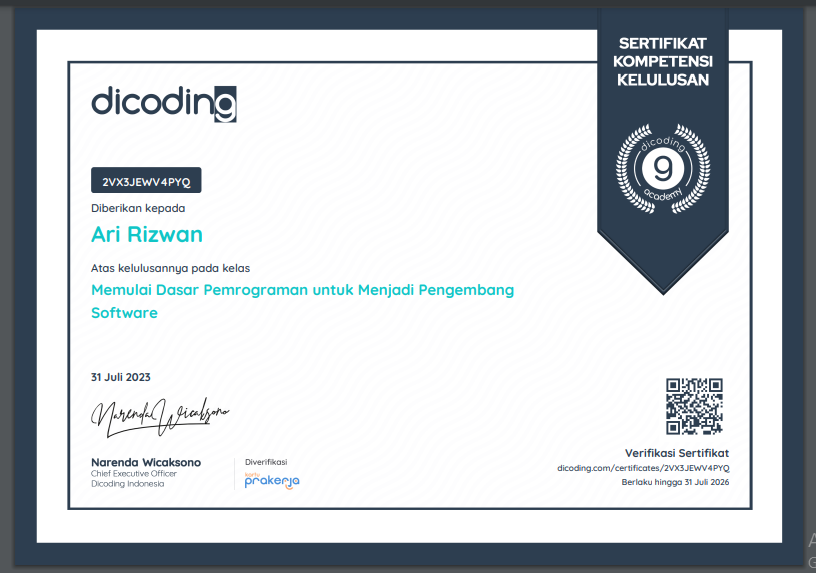 SERTIFIKAT
KOMPETENSI
KELULUSAN
dicoding
dicoding
9
academy
2VX3JEWV4PYQ
Diberikan kepada
Ari Rizwan
Atas kelulusannya pada kelas
Memulai Dasar Pemrograman untuk Menjadi Pengembang
Software
31 Juli 2023
Narenda Wicaksono
Narenda Wicaksono
Chief Executive Officer
Dicoding Indonesia
Diverifikasi
kartu
prakerja
Verifikasi Sertifikat
dicoding.com/certificates/2VX3JEWV4PYQ
Berlaku hingga 31 Juli 2026